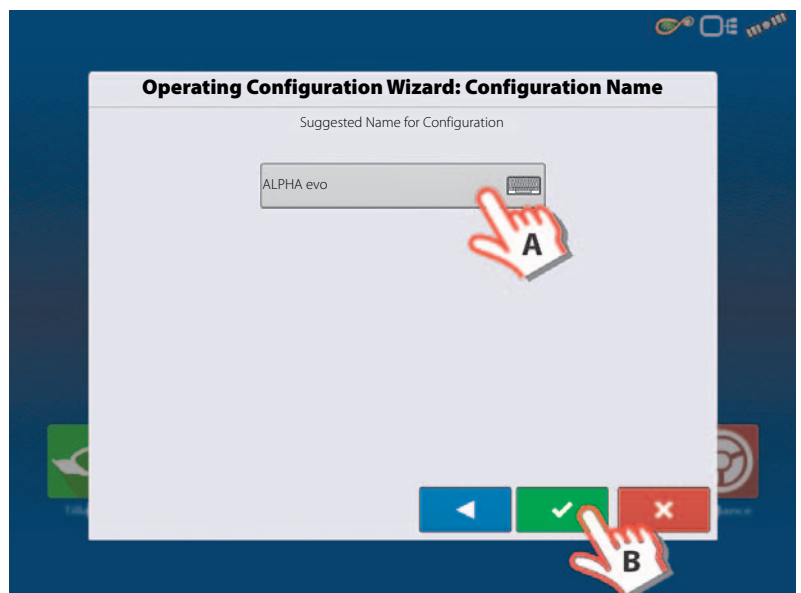 Operating Configuration Wizard: Configuration Name
Suggested Name for Configuration
ALPHA evo
A
B